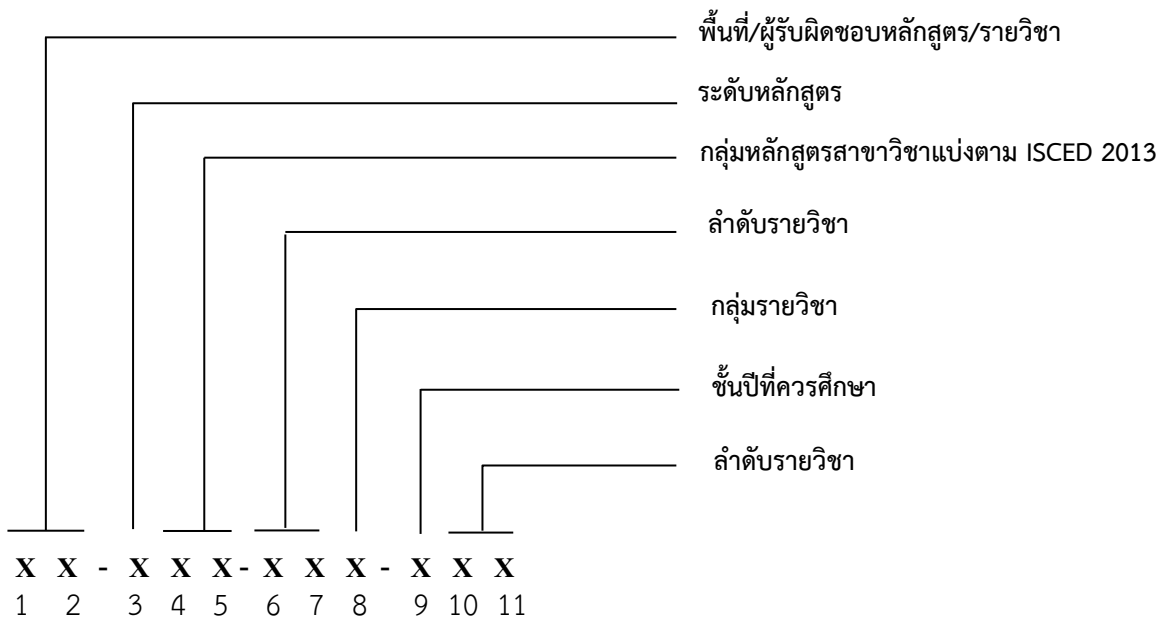 พื้นที่/ผู้รับผิดชอบหลักสูตร/รายวิชา
ระดับหลักสูตร
กลุ่มหลักสูตรสาขาวิชาแบ่งตาม ISCED 2013
ลำดับรายวิชา
กลุ่มรายวิชา
ชั้นปีที่ควรศึกษา
ลำดับรายวิชา
X X - X X X - X X X - X X X
1 2 3 4 5 6 7 8 9 10 11